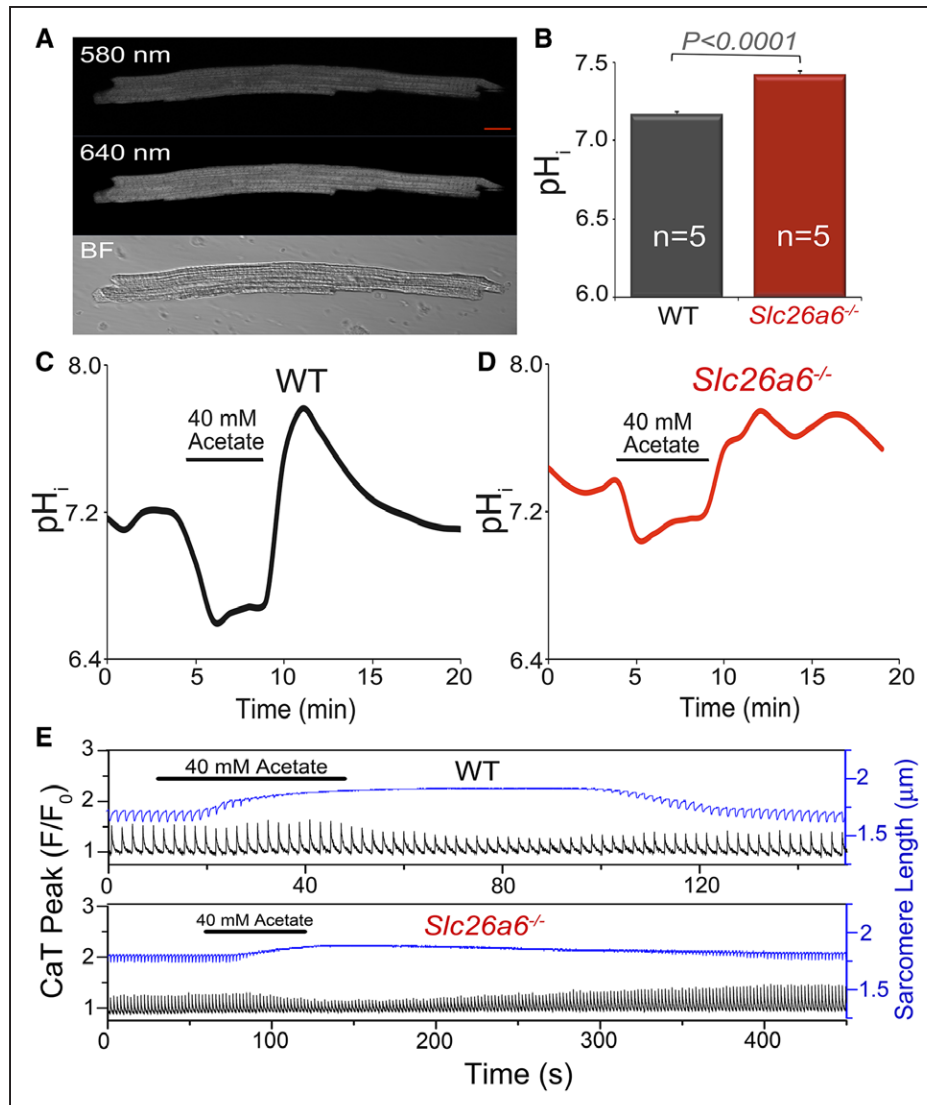 A
580 nm
640 nm
BF
B
P<0.0001
7.5
7.0
6.5
6.0
pHi
n=5
n=5
WT
Slc26a6-/-
C
8.0
7.2
6.4
pHi
WT
40 mM
Acetate
0
5
10
15
20
Time (min)
D
8.0
7.2
6.4
pHi
Slc26a6-/-
40 mM
Acetate
0
5
10
15
20
Time (min)
E
CaT Peak (F/F0)
3
2
1
40 mM Acetate
WT
2
1.5
Sarcomere Length (μm)
0
40
80
120
3
2
1
40 mM Acetate
Slc26a6-/-
2
1.5
0
100
200
300
400
Time (s)